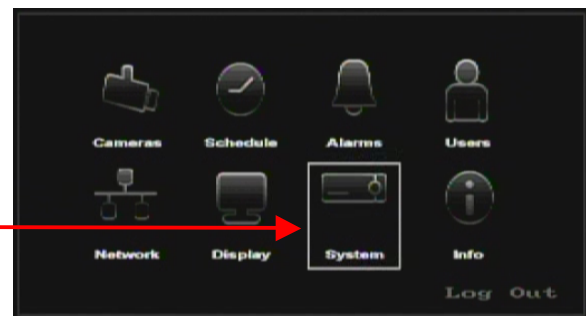 Cameras Schedule Alarms Users
Network Display System Info
Log Out